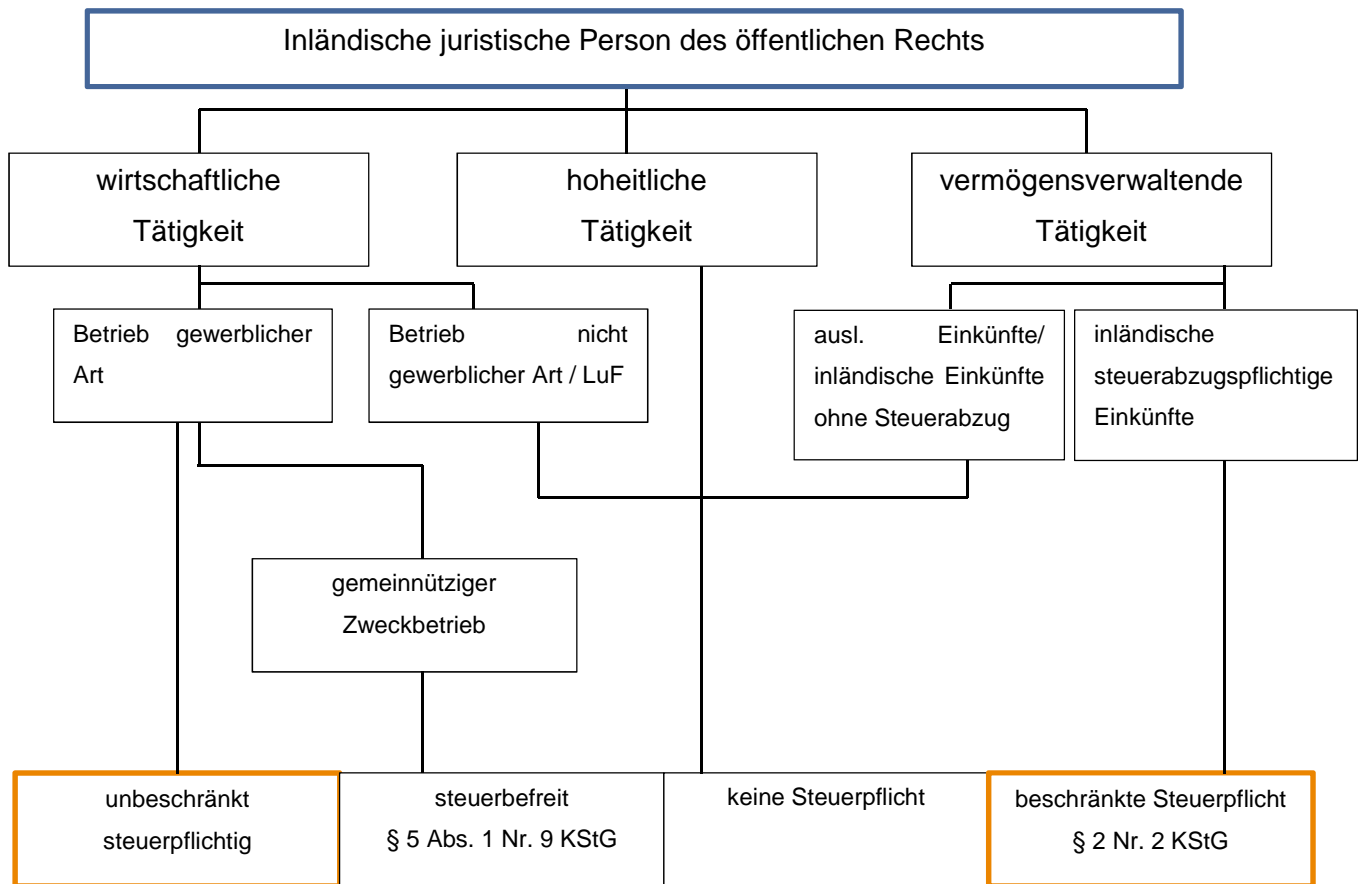 Inländische juristische Person des öffentlichen Rechts
wirtschaftliche
Tätigkeit
hoheitliche
Tätigkeit
vermögensverwaltende
Tätigkeit
Betrieb gewerblicher
Art
Betrieb nicht
gewerblicher Art / LuF
ausl. Einkünfte/
inländische Einkünfte
ohne Steuerabzug
inländische
steuerabzugspflichtige
Einkünfte
gemeinnütziger
Zweckbetrieb
unbeschränkt
steuerpflichtig
steuerbefreit
§ 5 Abs. 1 Nr. 9 KStG
keine Steuerpflicht
beschränkte Steuerpflicht
§ 2 Nr. 2 KStG